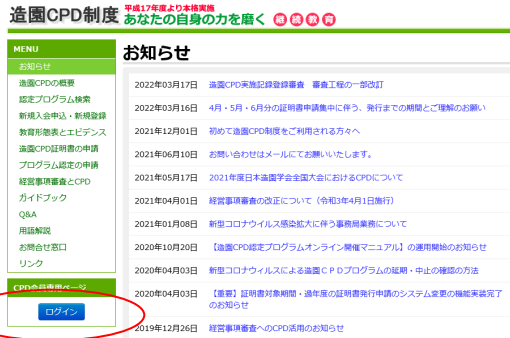 造園CPD制度
平成17年度より本格実施
あなたの自身の力を磨く 継続教育
MENU
お知らせ
造園CPDの概要
認定プログラム検索
新規入会申込・新規登録
教育形態表とエビデンス
造園CPD証明書の申請
プログラム認定の申請
経営事項審査とCPD
ガイドブック
Q&A
用語解説
お問合せ窓口
リンク
CPD会員専用ページ
ログイン
お知らせ
2022年03月17日 造園CPD実施記録登録審査 審査工程の一部改訂
2022年03月16日 4月・5月・6月分の証明書申請集中に伴う、発行までの期間とご理解のお願い
2021年12月01日 初めて造園CPD制度をご利用される方々へ
2021年06月10日 お問い合わせはメールにてお願いいたします。
2021年05月17日 2021年度日本造園学会全国大会におけるCPDについて
2021年04月01日 経営事項審査の改正について（令和3年4月1日施行）
2021年01月08日 新型コロナウイルス感染拡大に伴う事務局業務について
2020年10月20日 【造園CPD認定プログラムオンライン開催マニュアル】の運用開始のお知らせ
2020年04月03日 新型コロナウィルスによる造園ＣＰＤプログラムの延期・中止の確認の方法
2020年04月03日 【重要】証明書対象期間・過年度の証明書発行申請のシステム変更の機能実装完了
のお知らせ
2019年12月26日 経営事項審査へのCPD活用のお知らせ